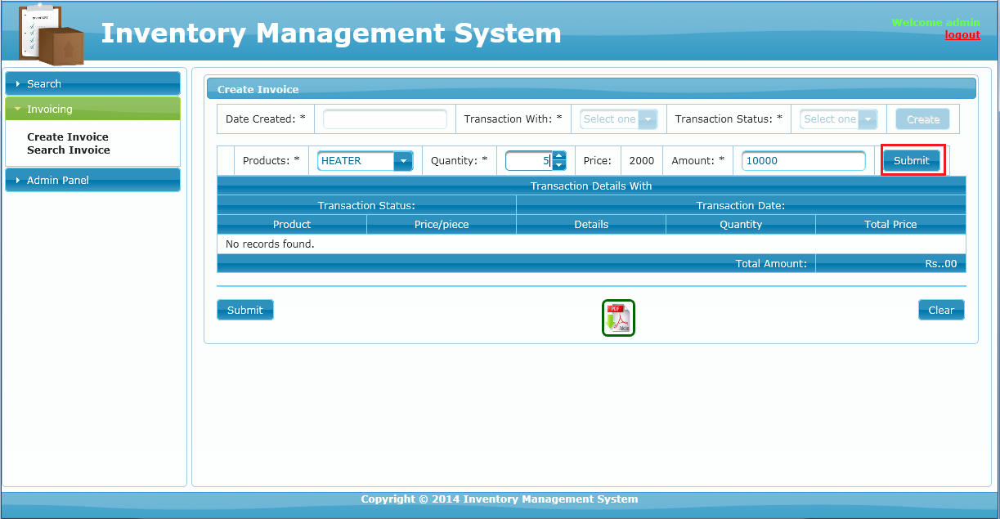 INVENTORY
Inventory Management System
Welcome admin
logout
Search
Invoicing
Create Invoice
Search Invoice
Admin Panel
Create Invoice
Date Created: * Transaction With: * Select one Transaction Status: * Select one Create
Products: * HEATER Quantity: * 5 Price: 2000 Amount: * 10000 Submit
Transaction Details With
Transaction Status: Transaction Date:
Product Price/piece Details Quantity Total Price
No records found.
Total Amount: Rs..00
Submit PDF Adobe Clear
Copyright © 2014 Inventory Management System